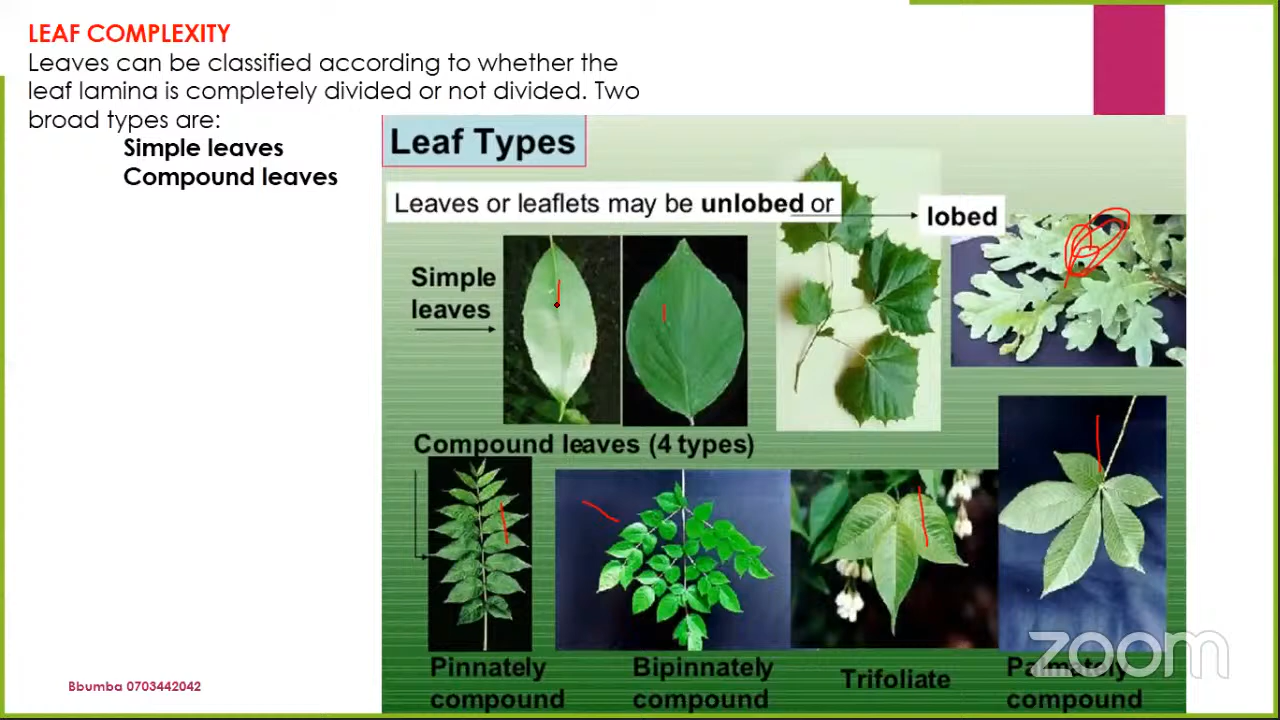 LEAF COMPLEXITY
Leaves can be classified according to whether the
leaf lamina is completely divided or not divided. Two
broad types are:
Simple leaves
Compound leaves
Leaf Types
Leaves or leaflets may be unlobed or
lobed
Simple
leaves
Compound leaves (4 types)
Pinnately
compound
Bipinnately
compound
Trifoliate
Palmately
compound
Bbumba 0703442042
zoom